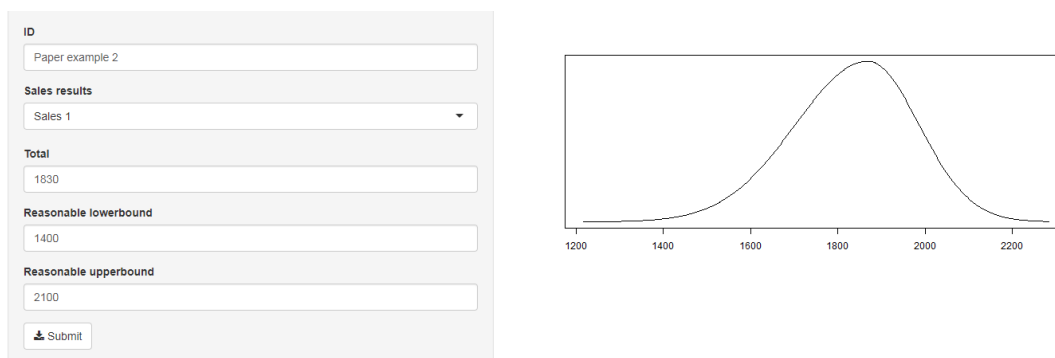 ID
Paper example 2
Sales results
Sales 1
Total
1830
Reasonable lowerbound
1400
Reasonable upperbound
2100
Submit
1200 1400 1600 1800 2000 2200